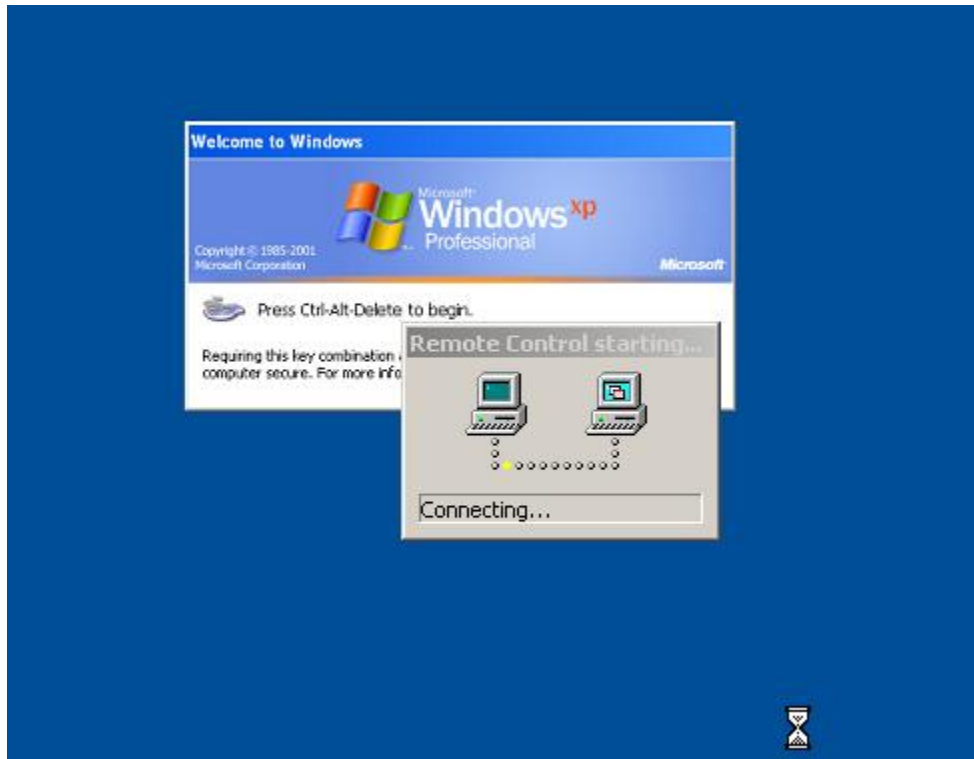 Welcome to Windows
Microsoft
Windows xp
Professional
Copyright © 1985-2001
Microsoft Corporation
Microsoft
Press Ctrl-Alt-Delete to begin.
Requiring this key combination
computer secure. For more info
Remote Control starting...
Connecting...